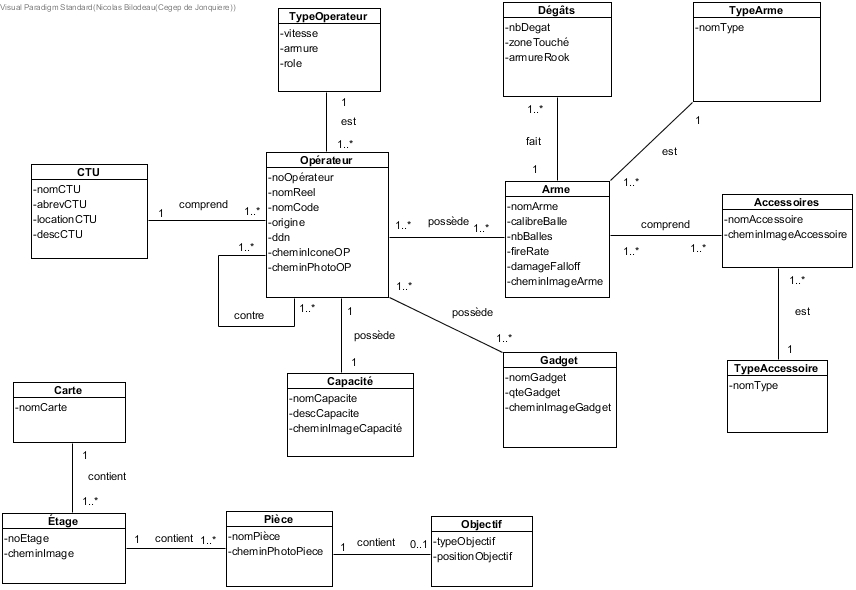 Visual Paradigm Standard(Nicolas Bilodeau(Cegep de Jonquiere))
TypeOperateur
-vitesse
-armure
-role
Dégâts
-nbDegat
-zoneTouché
-armureRook
TypeArme
-nomType
1
est
1..*
1..*
fait
1
1
est
1..*
CTU
-nomCTU
-abrevCTU
-locationCTU
-descCTU
1
comprend
1..*
Opérateur
-noOpérateur
-nomReel
-nomCode
-origine
-ddn
-cheminIconeOP
-cheminPhotoOP
1..*
contre
1..*
1..*
possède
1..*
Arme
-nomArme
-calibreBalle
-nbBalles
-fireRate
-damageFalloff
-cheminImageArme
1..*
comprend
1..*
Accessoires
-nomAccessoire
-cheminImageAccessoire
1..*
est
1
TypeAccessoire
-nomType
1
possède
1
1..*
possède
1..*
Capacité
-nomCapacite
-descCapacite
-cheminImageCapacité
Gadget
-nomGadget
-qteGadget
-cheminImageGadget
Carte
-nomCarte
1
contient
1..*
Étage
-noEtage
-cheminImage
1
contient
1..*
Pièce
-nomPièce
-cheminPhotoPiece
1
contient
0..1
Objectif
-typeObjectif
-positionObjectif